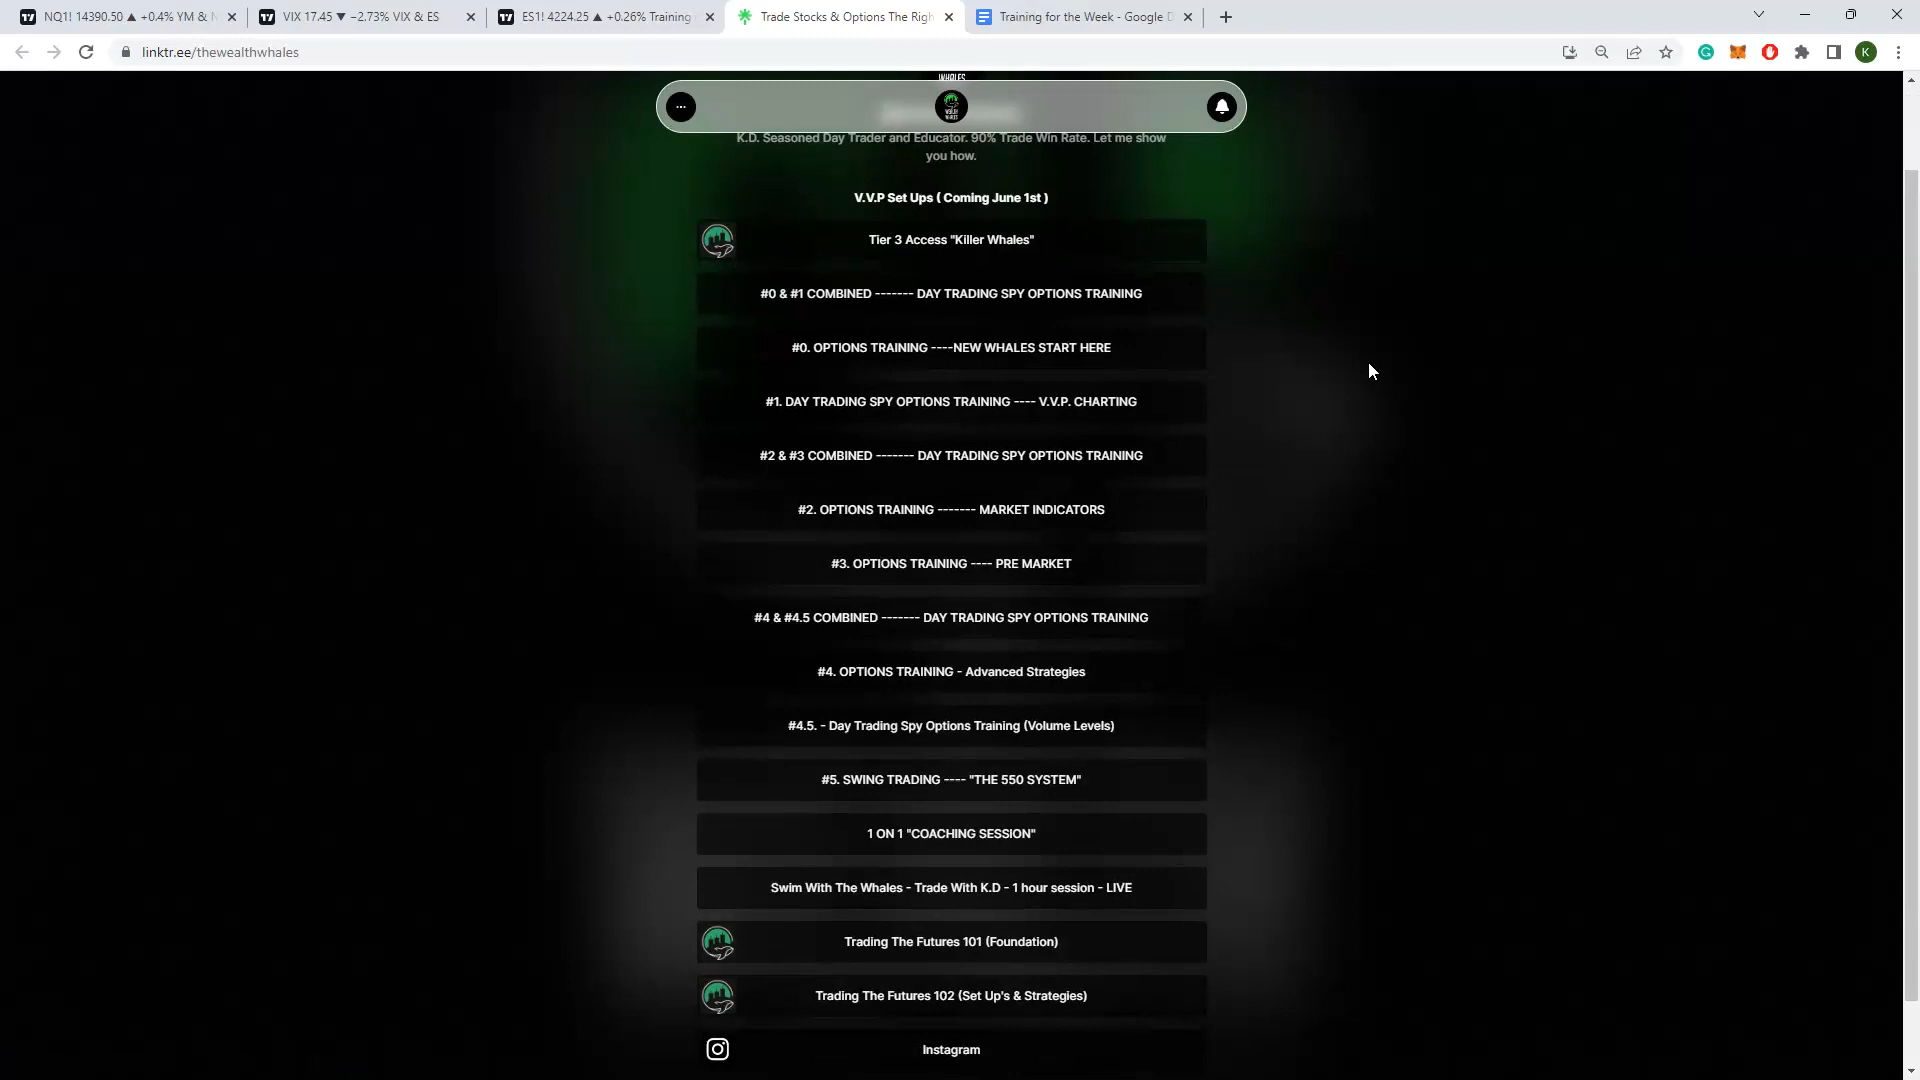 NQ1! 14390.50 ▲ +0.4% YM & N
VIX 17.45 ▼ −2.73% VIX & ES
ES1! 4224.25 ▲ +0.26% Training
Trade Stocks & Options The Righ
Training for the Week - Google D
linktr.ee/thewealthwhales
K
WHALES
K.D. Seasoned Day Trader and Educator. 90% Trade Win Rate. Let me show
you how.
V.V.P Set Ups ( Coming June 1st )
Tier 3 Access "Killer Whales"
#0 & #1 COMBINED ------- DAY TRADING SPY OPTIONS TRAINING
#0. OPTIONS TRAINING ----NEW WHALES START HERE
#1. DAY TRADING SPY OPTIONS TRAINING ---- V.V.P. CHARTING
#2 & #3 COMBINED ------- DAY TRADING SPY OPTIONS TRAINING
#2. OPTIONS TRAINING ------- MARKET INDICATORS
#3. OPTIONS TRAINING ---- PRE MARKET
#4 & #4.5 COMBINED ------- DAY TRADING SPY OPTIONS TRAINING
#4. OPTIONS TRAINING - Advanced Strategies
#4.5. - Day Trading Spy Options Training (Volume Levels)
#5. SWING TRADING ---- "THE 550 SYSTEM"
1 ON 1 "COACHING SESSION"
Swim With The Whales - Trade With K.D - 1 hour session - LIVE
Trading The Futures 101 (Foundation)
Trading The Futures 102 (Set Up's & Strategies)
Instagram